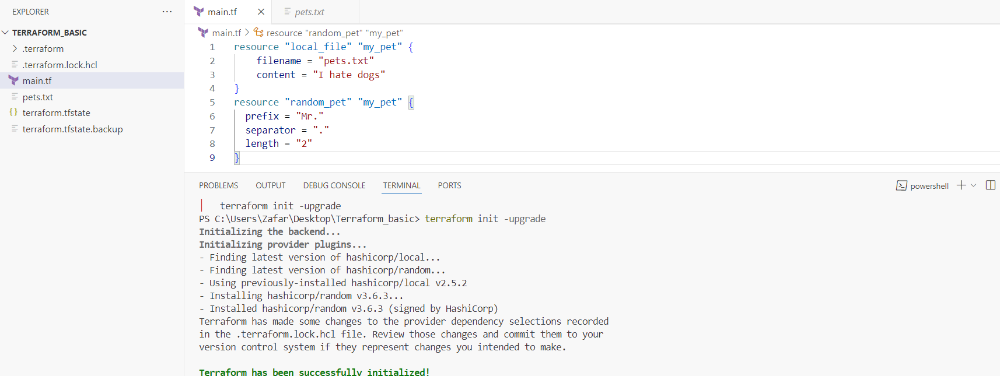 EXPLORER
...
TERRAFORM_BASIC
.terraform
.terraform.lock.hcl
main.tf
pets.txt
{} terraform.tfstate
terraform.tfstate.backup
main.tf
pets.txt
main.tf > resource "random_pet" "my_pet"
1 resource "local_file" "my_pet" {
2     filename = "pets.txt"
3     content = "I hate dogs"
4 }
5 resource "random_pet" "my_pet" {
6   prefix = "Mr."
7   separator = "."
8   length = "2"
9 }
PROBLEMS OUTPUT DEBUG CONSOLE TERMINAL PORTS
powershell
│   terraform init -upgrade
PS C:\Users\Zafar\Desktop\Terraform_basic> terraform init -upgrade
Initializing the backend...
Initializing provider plugins...
- Finding latest version of hashicorp/local...
- Finding latest version of hashicorp/random...
- Using previously-installed hashicorp/local v2.5.2
- Installing hashicorp/random v3.6.3...
- Installed hashicorp/random v3.6.3 (signed by HashiCorp)
Terraform has made some changes to the provider dependency selections recorded
in the .terraform.lock.hcl file. Review those changes and commit them to your
version control system if they represent changes you intended to make.
Terraform has been successfully initialized!